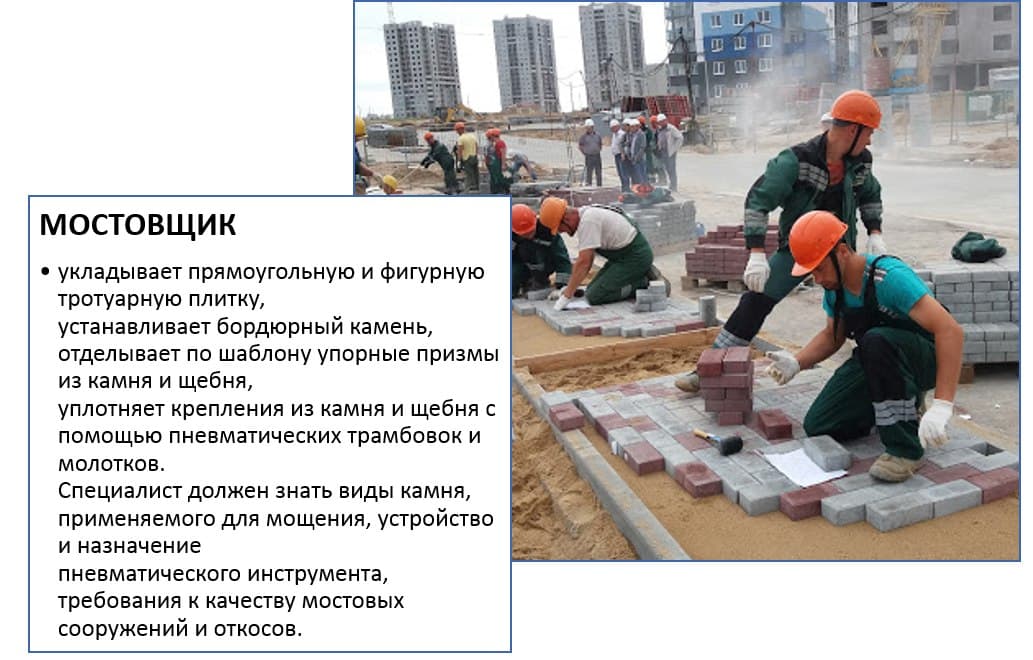 МОСТОВЩИК
• укладывает прямоугольную и фигурную
тротуарную плитку,
устанавливает бордюрный камень,
отделывает по шаблону упорные призмы
из камня и щебня,
уплотняет крепления из камня и щебня с
помощью пневматических трамбовок и
молотков.
Специалист должен знать виды камня,
применяемого для мощения, устройство
и назначение
пневматического инструмента,
требования к качеству мостовых
сооружений и откосов.